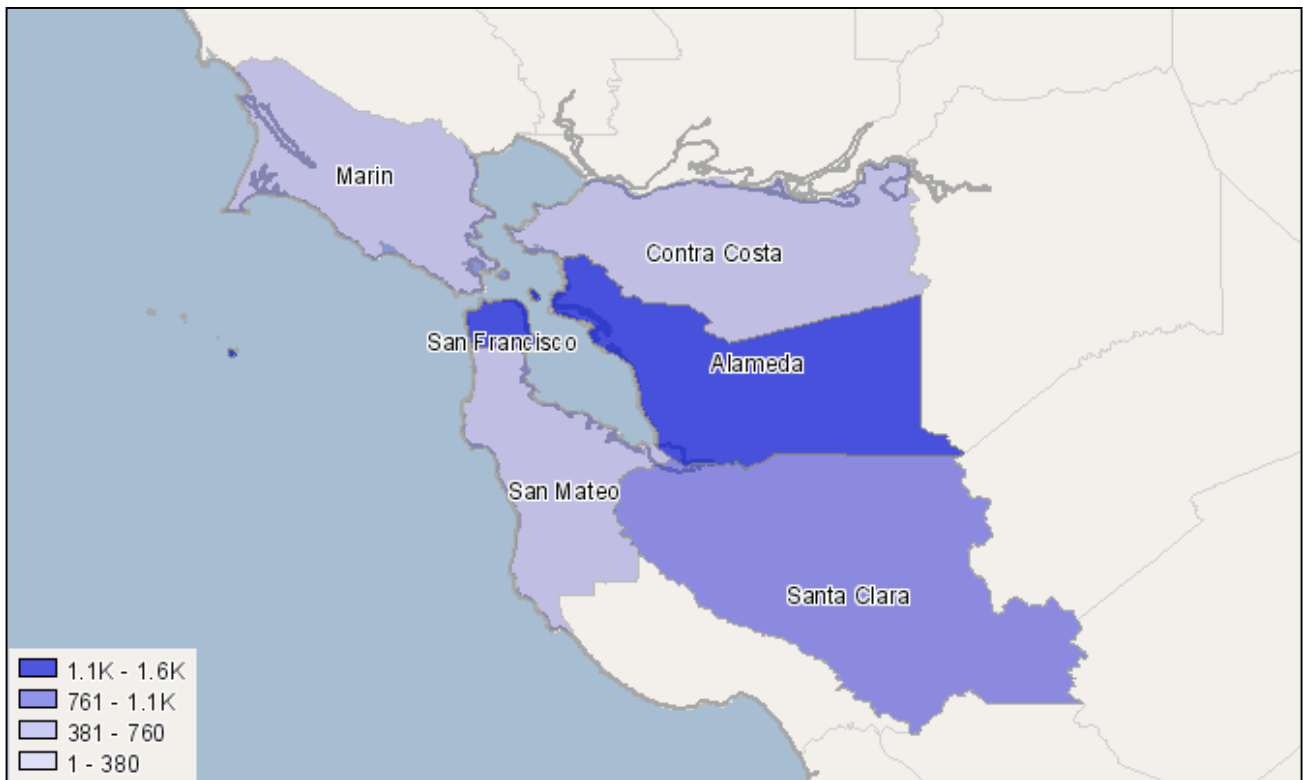 Marin
Contra Costa
San Francisco
Alameda
San Mateo
Santa Clara
1.1K - 1.6K
761 - 1.1K
381 - 760
1 - 380